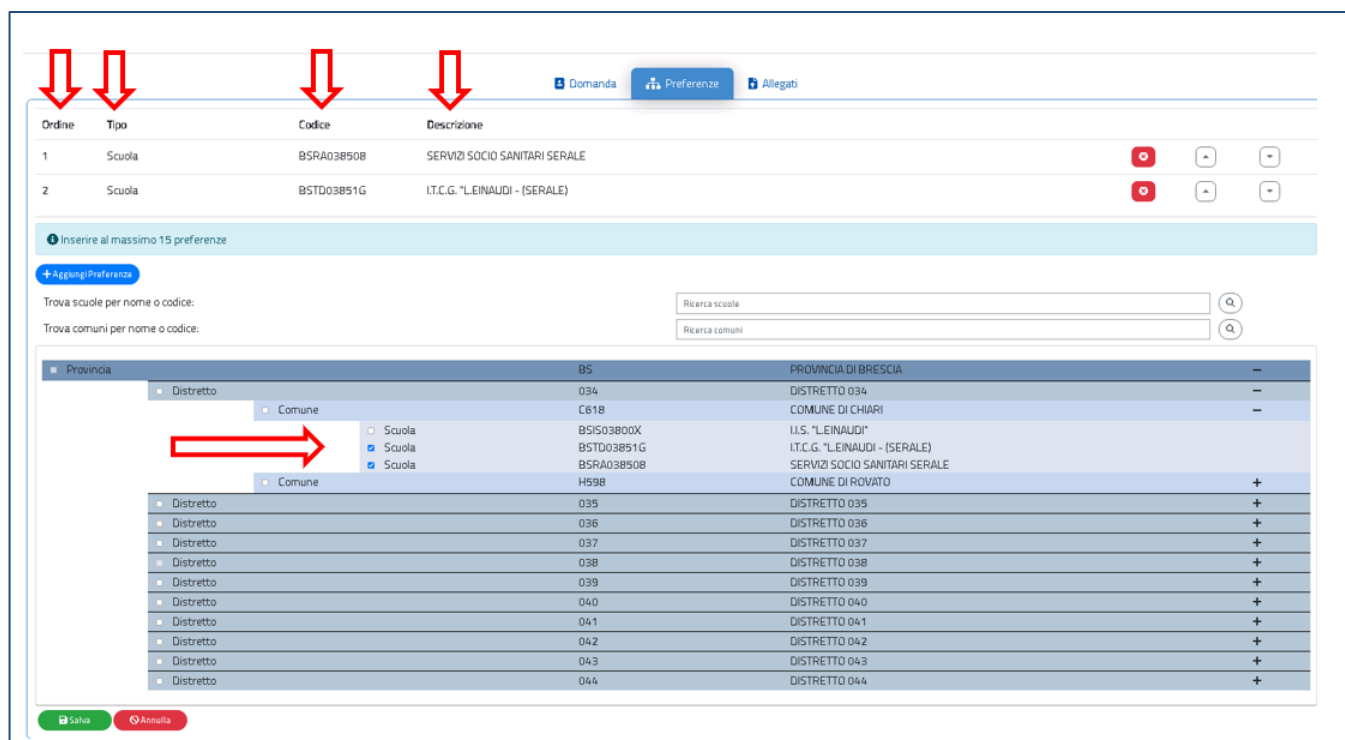 Domanda Preferenze Allegati
Ordine Tipo Codice Descrizione
1 Scuola BSRA038508 SERVIZI SOCIO SANITARI SERALE
2 Scuola BSTD03851G I.T.C.G. "L.EINAUDI - (SERALE)
Inserire al massimo 15 preferenze
Aggiungi Preferenza
Trova scuole per nome o codice: Ricerca scuole
Trova comuni per nome o codice: Ricerca comuni
Provincia BS PROVINCIA DI BRESCIA −
Distretto 034 DISTRETTO 034 −
Comune C618 COMUNE DI CHIARI −
Scuola BSIS03800X I.I.S. "L.EINAUDI"
Scuola BSTD03851G I.T.C.G. "L.EINAUDI - (SERALE)
Scuola BSRA038508 SERVIZI SOCIO SANITARI SERALE
Comune H598 COMUNE DI ROVATO +
Distretto 035 DISTRETTO 035 +
Distretto 036 DISTRETTO 036 +
Distretto 037 DISTRETTO 037 +
Distretto 038 DISTRETTO 038 +
Distretto 039 DISTRETTO 039 +
Distretto 040 DISTRETTO 040 +
Distretto 041 DISTRETTO 041 +
Distretto 042 DISTRETTO 042 +
Distretto 043 DISTRETTO 043 +
Distretto 044 DISTRETTO 044 +
Salva Annulla